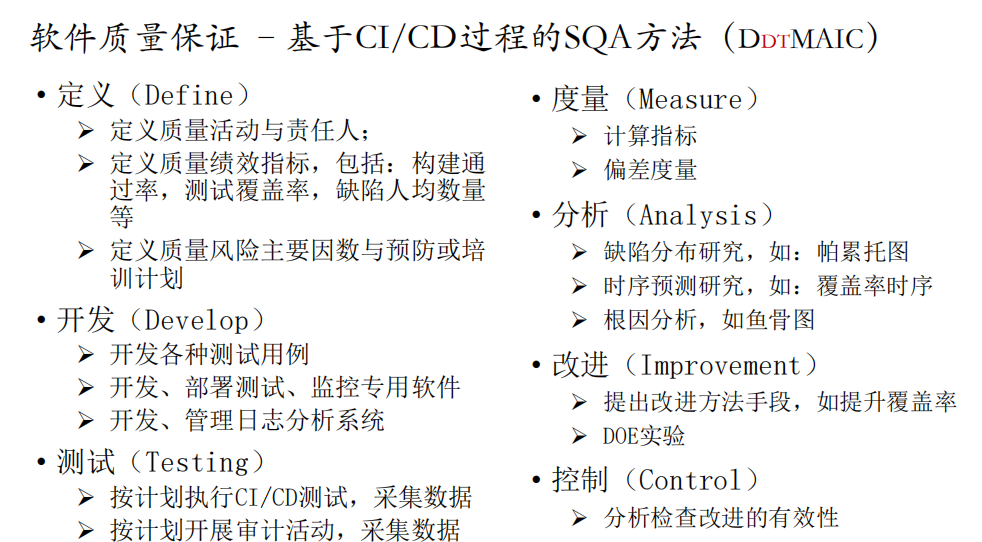 软件质量保证 – 基于CI/CD过程的SQA方法（DDTMAIC）
• 定义（Define）
➢ 定义质量活动与责任人；
➢ 定义质量绩效指标，包括：构建通
过率，测试覆盖率，缺陷人均数量
等
➢ 定义质量风险主要因数与预防或培
训计划
• 开发（Develop）
➢ 开发各种测试用例
➢ 开发、部署测试、监控专用软件
➢ 开发、管理日志分析系统
• 测试（Testing）
➢ 按计划执行CI/CD测试，采集数据
➢ 按计划开展审计活动，采集数据
• 度量（Measure）
➢ 计算指标
➢ 偏差度量
• 分析（Analysis）
➢ 缺陷分布研究，如：帕累托图
➢ 时序预测研究，如：覆盖率时序
➢ 根因分析，如鱼骨图
• 改进（Improvement）
➢ 提出改进方法手段，如提升覆盖率
➢ DOE实验
• 控制（Control）
➢ 分析检查改进的有效性